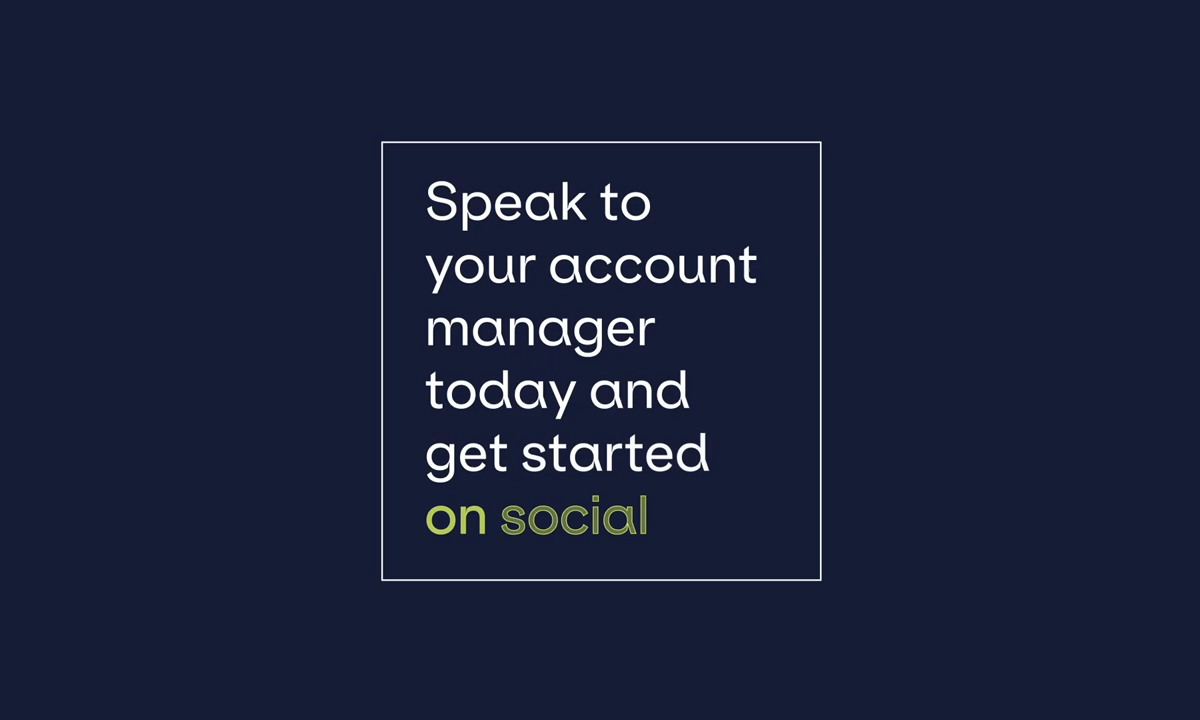 Speak to
your account
manager
today and
get started
on social